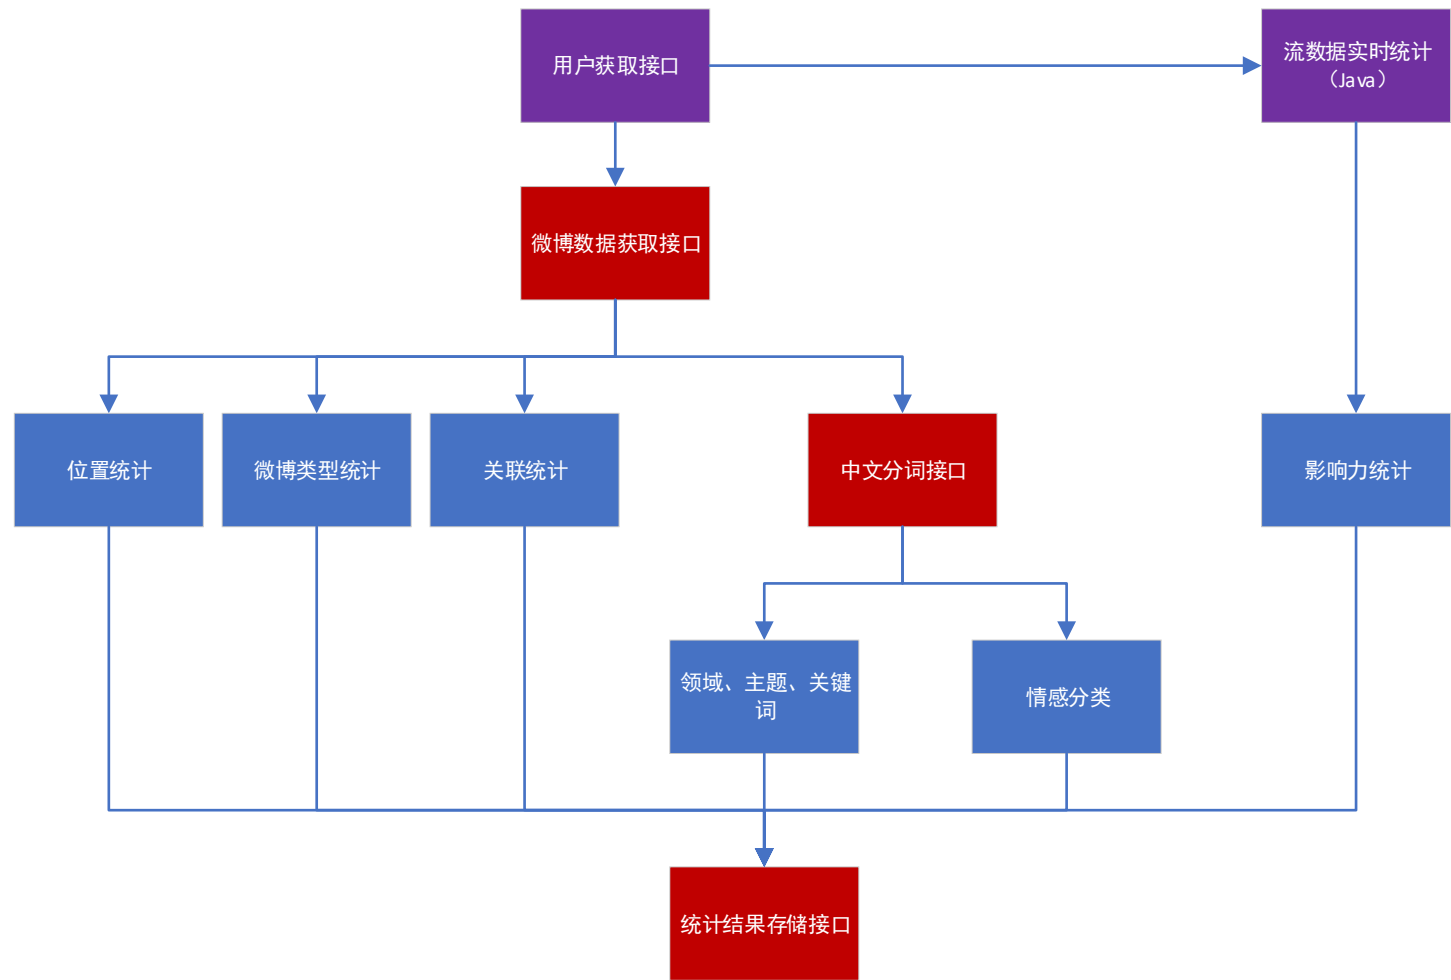 用户获取接口
流数据实时统计
（Java）
微博数据获取接口
位置统计
微博类型统计
关联统计
中文分词接口
影响力统计
领域、主题、关键
词
情感分类
统计结果存储接口